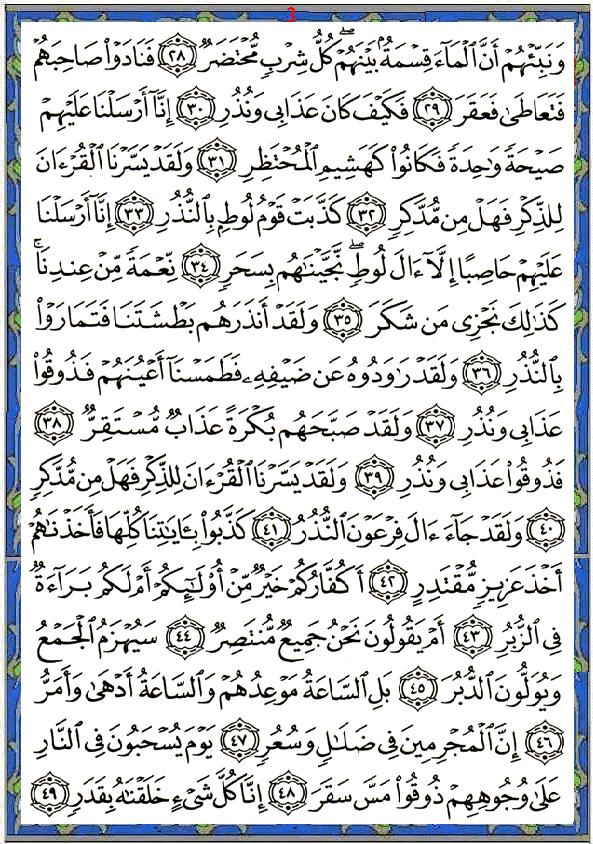 3
وَنَبِّئْهُمْ أَنَّ ٱلْمَآءَ قِسْمَةٌۢ بَيْنَهُمْ ۖ كُلُّ شِرْبٍ مُّحْتَضَرٌ ﴿٢٨﴾ فَنَادَوْا۟ صَاحِبَهُمْ
فَتَعَاطَىٰ فَعَقَرَ ﴿٢٩﴾ فَكَيْفَ كَانَ عَذَابِى وَنُذُرِ ﴿٣٠﴾ إِنَّآ أَرْسَلْنَا عَلَيْهِمْ
صَيْحَةً وَٰحِدَةً فَكَانُوا۟ كَهَشِيمِ ٱلْمُحْتَظِرِ ﴿٣١﴾ وَلَقَدْ يَسَّرْنَا ٱلْقُرْءَانَ
لِلذِّكْرِ فَهَلْ مِن مُّدَّكِرٍ ﴿٣٢﴾ كَذَّبَتْ قَوْمُ لُوطٍۭ بِٱلنُّذُرِ ﴿٣٣﴾ إِنَّآ أَرْسَلْنَا
عَلَيْهِمْ حَاصِبًا إِلَّآ ءَالَ لُوطٍ ۖ نَّجَّيْنَٰهُم بِسَحَرٍ ﴿٣٤﴾ نِّعْمَةً مِّنْ عِندِنَا ۚ
كَذَٰلِكَ نَجْزِى مَن شَكَرَ ﴿٣٥﴾ وَلَقَدْ أَنذَرَهُم بَطْشَتَنَا فَتَمَارَوْا۟
بِٱلنُّذُرِ ﴿٣٦﴾ وَلَقَدْ رَٰوَدُوهُ عَن ضَيْفِهِۦ فَطَمَسْنَآ أَعْيُنَهُمْ فَذُوقُوا۟
عَذَابِى وَنُذُرِ ﴿٣٧﴾ وَلَقَدْ صَبَّحَهُم بُكْرَةً عَذَابٌ مُّسْتَقِرٌّ ﴿٣٨﴾
فَذُوقُوا۟ عَذَابِى وَنُذُرِ ﴿٣٩﴾ وَلَقَدْ يَسَّرْنَا ٱلْقُرْءَانَ لِلذِّكْرِ فَهَلْ مِن مُّدَّكِرٍ
﴿٤٠﴾ وَلَقَدْ جَآءَ ءَالَ فِرْعَوْنَ ٱلنُّذُرُ ﴿٤١﴾ كَذَّبُوا۟ بِـَٔايَٰتِنَا كُلِّهَا فَأَخَذْنَٰهُمْ
أَخْذَ عَزِيزٍ مُّقْتَدِرٍ ﴿٤٢﴾ أَكُفَّارُكُمْ خَيْرٌ مِّنْ أُو۟لَٰٓئِكُمْ أَمْ لَكُم بَرَآءَةٌ
فِى ٱلزُّبُرِ ﴿٤٣﴾ أَمْ يَقُولُونَ نَحْنُ جَمِيعٌ مُّنتَصِرٌ ﴿٤٤﴾ سَيُهْزَمُ ٱلْجَمْعُ
وَيُوَلُّونَ ٱلدُّبُرَ ﴿٤٥﴾ بَلِ ٱلسَّاعَةُ مَوْعِدُهُمْ وَٱلسَّاعَةُ أَدْهَىٰ وَأَمَرُّ
﴿٤٦﴾ إِنَّ ٱلْمُجْرِمِينَ فِى ضَلَٰلٍ وَسُعُرٍ ﴿٤٧﴾ يَوْمَ يُسْحَبُونَ فِى ٱلنَّارِ
عَلَىٰ وُجُوهِهِمْ ذُوقُوا۟ مَسَّ سَقَرَ ﴿٤٨﴾ إِنَّا كُلَّ شَىْءٍ خَلَقْنَٰهُ بِقَدَرٍ ﴿٤٩﴾